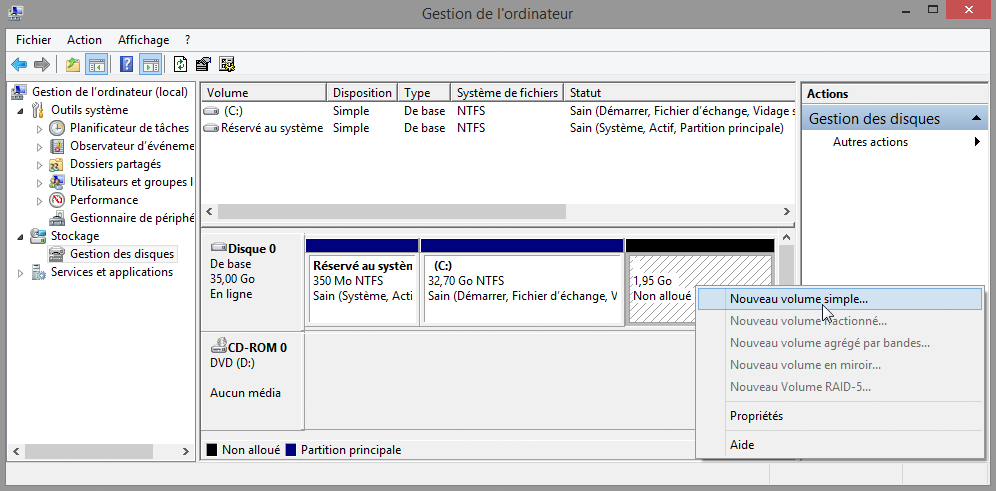 Gestion de l'ordinateur
Fichier Action Affichage ?
Gestion de l'ordinateur (local)
Outils système
Planificateur de tâches
Observateur d'événeme
Dossiers partagés
Utilisateurs et groupes l
Performance
Gestionnaire de périphé
Stockage
Gestion des disques
Services et applications
Volume Disposition Type Système de fichiers Statut
(C:) Simple De base NTFS Sain (Démarrer, Fichier d'échange, Vidage s
Réservé au système Simple De base NTFS Sain (Système, Actif, Partition principale)
Disque 0
De base
35,00 Go
En ligne
Réservé au systèn
350 Mo NTFS
Sain (Système, Acti
(C:)
32,70 Go NTFS
Sain (Démarrer, Fichier d'échange, V
1,95 Go
Non alloué
CD-ROM 0
DVD (D:)
Aucun média
Non alloué Partition principale
Actions
Gestion des disques
Autres actions
Nouveau volume simple...
Nouveau volume fractionné...
Nouveau volume agrégé par bandes...
Nouveau volume en miroir...
Nouveau Volume RAID-5...
Propriétés
Aide